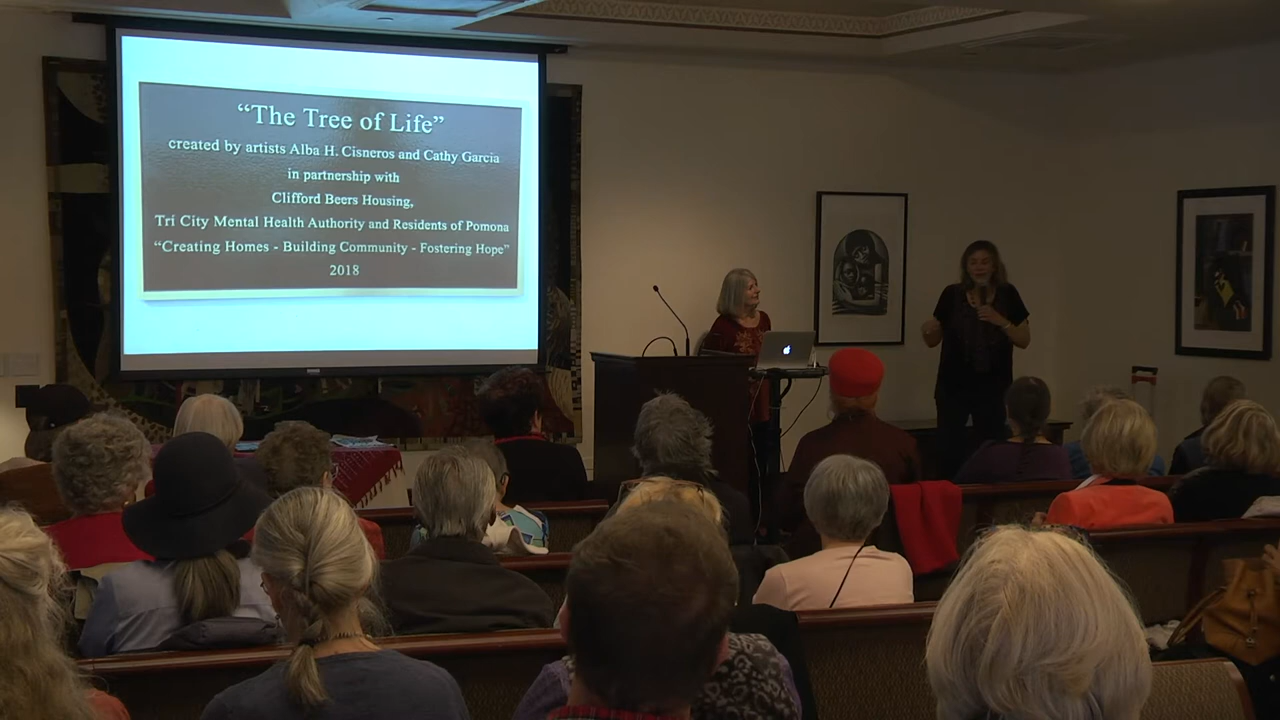 “The Tree of Life”
created by artists Alba H. Cisneros and Cathy Garcia
in partnership with
Clifford Beers Housing,
Tri City Mental Health Authority and Residents of Pomona
“Creating Homes - Building Community - Fostering Hope”
2018